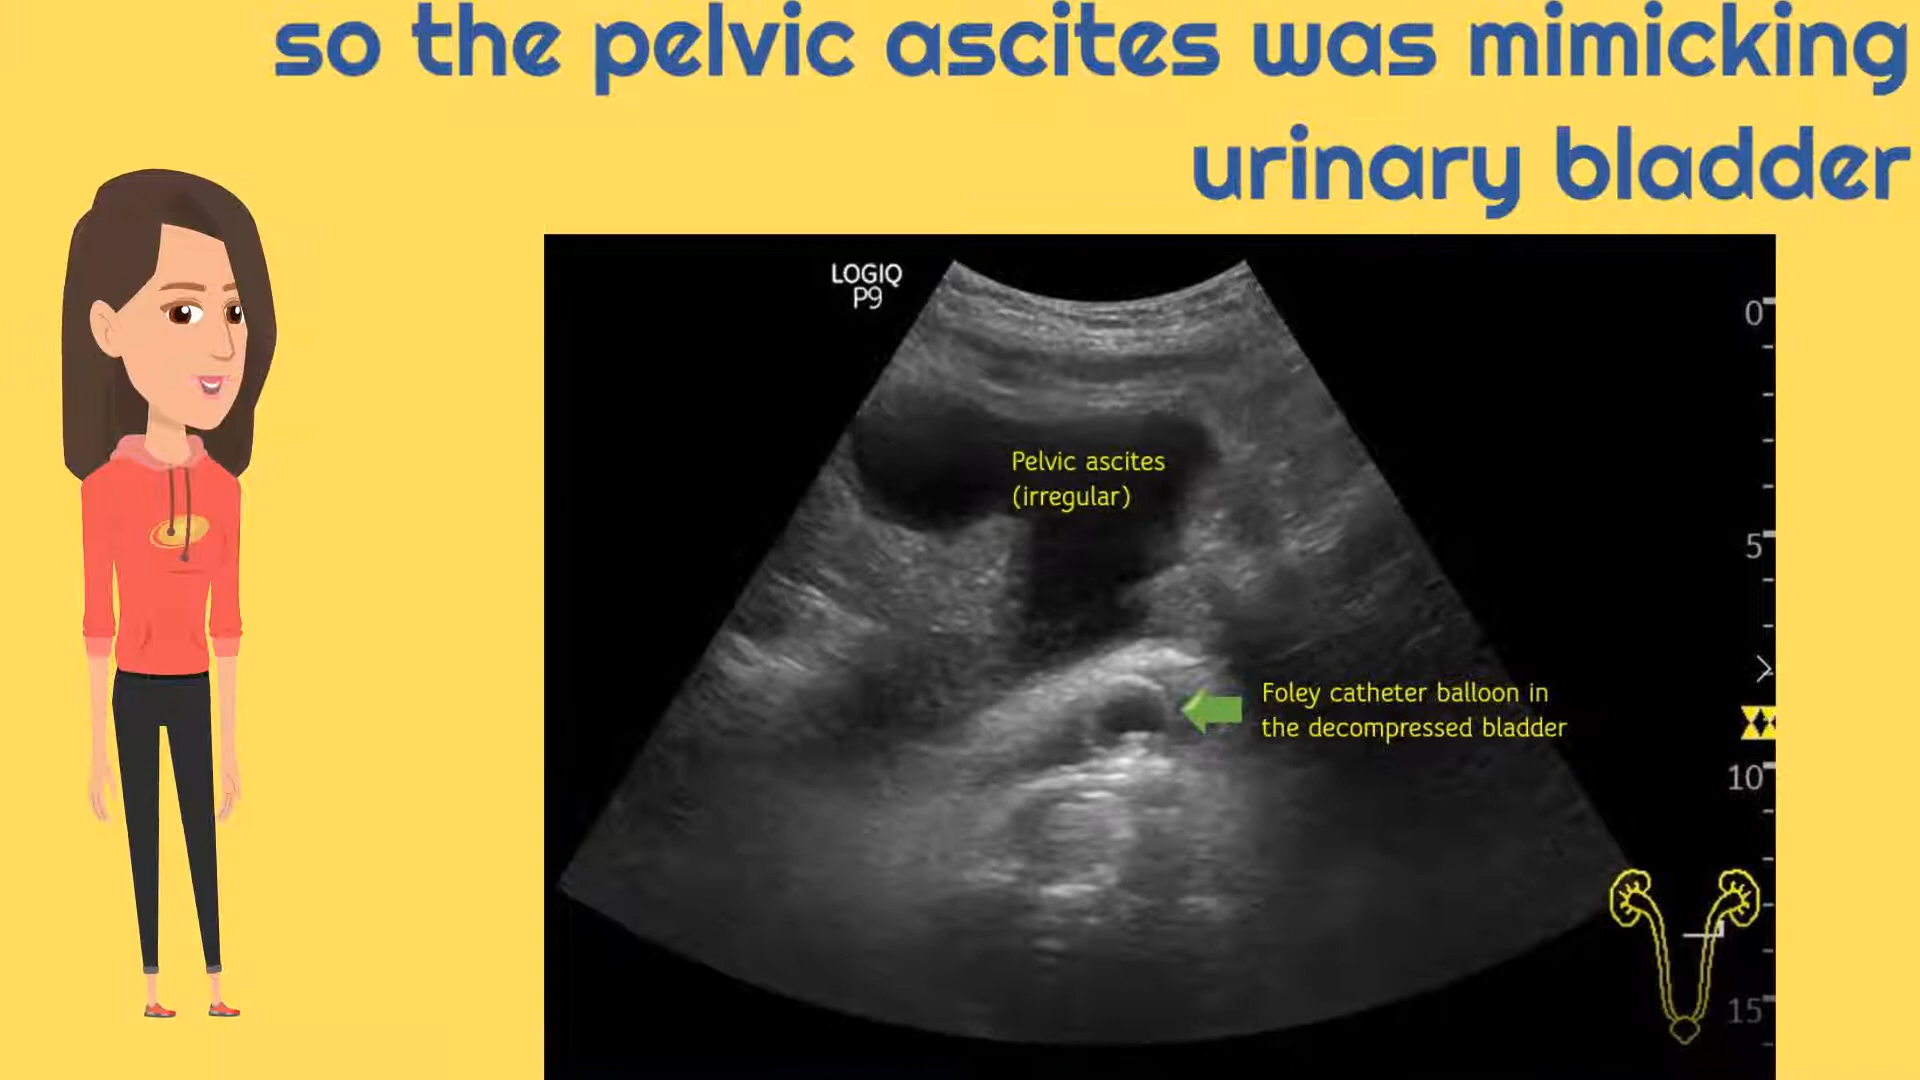 so the pelvic ascites was mimicking
urinary bladder
LOGIQ
P9
0
Pelvic ascites
(irregular)
5
Foley catheter balloon in
the decompressed bladder
10
15